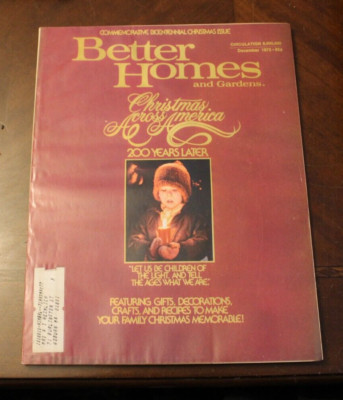 COMMEMORATIVE BICENTENNIAL CHRISTMAS ISSUE
Better
Homes
and Gardens®
December 1975
Christmas
Across America
200 YEARS LATER
"LET US BE CHILDREN OF
THE LIGHT, AND TELL
THE AGES WHAT WE ARE."
FEATURING GIFTS, DECORATIONS,
CRAFTS, AND RECIPES TO MAKE
YOUR FAMILY CHRISTMAS MEMORABLE!